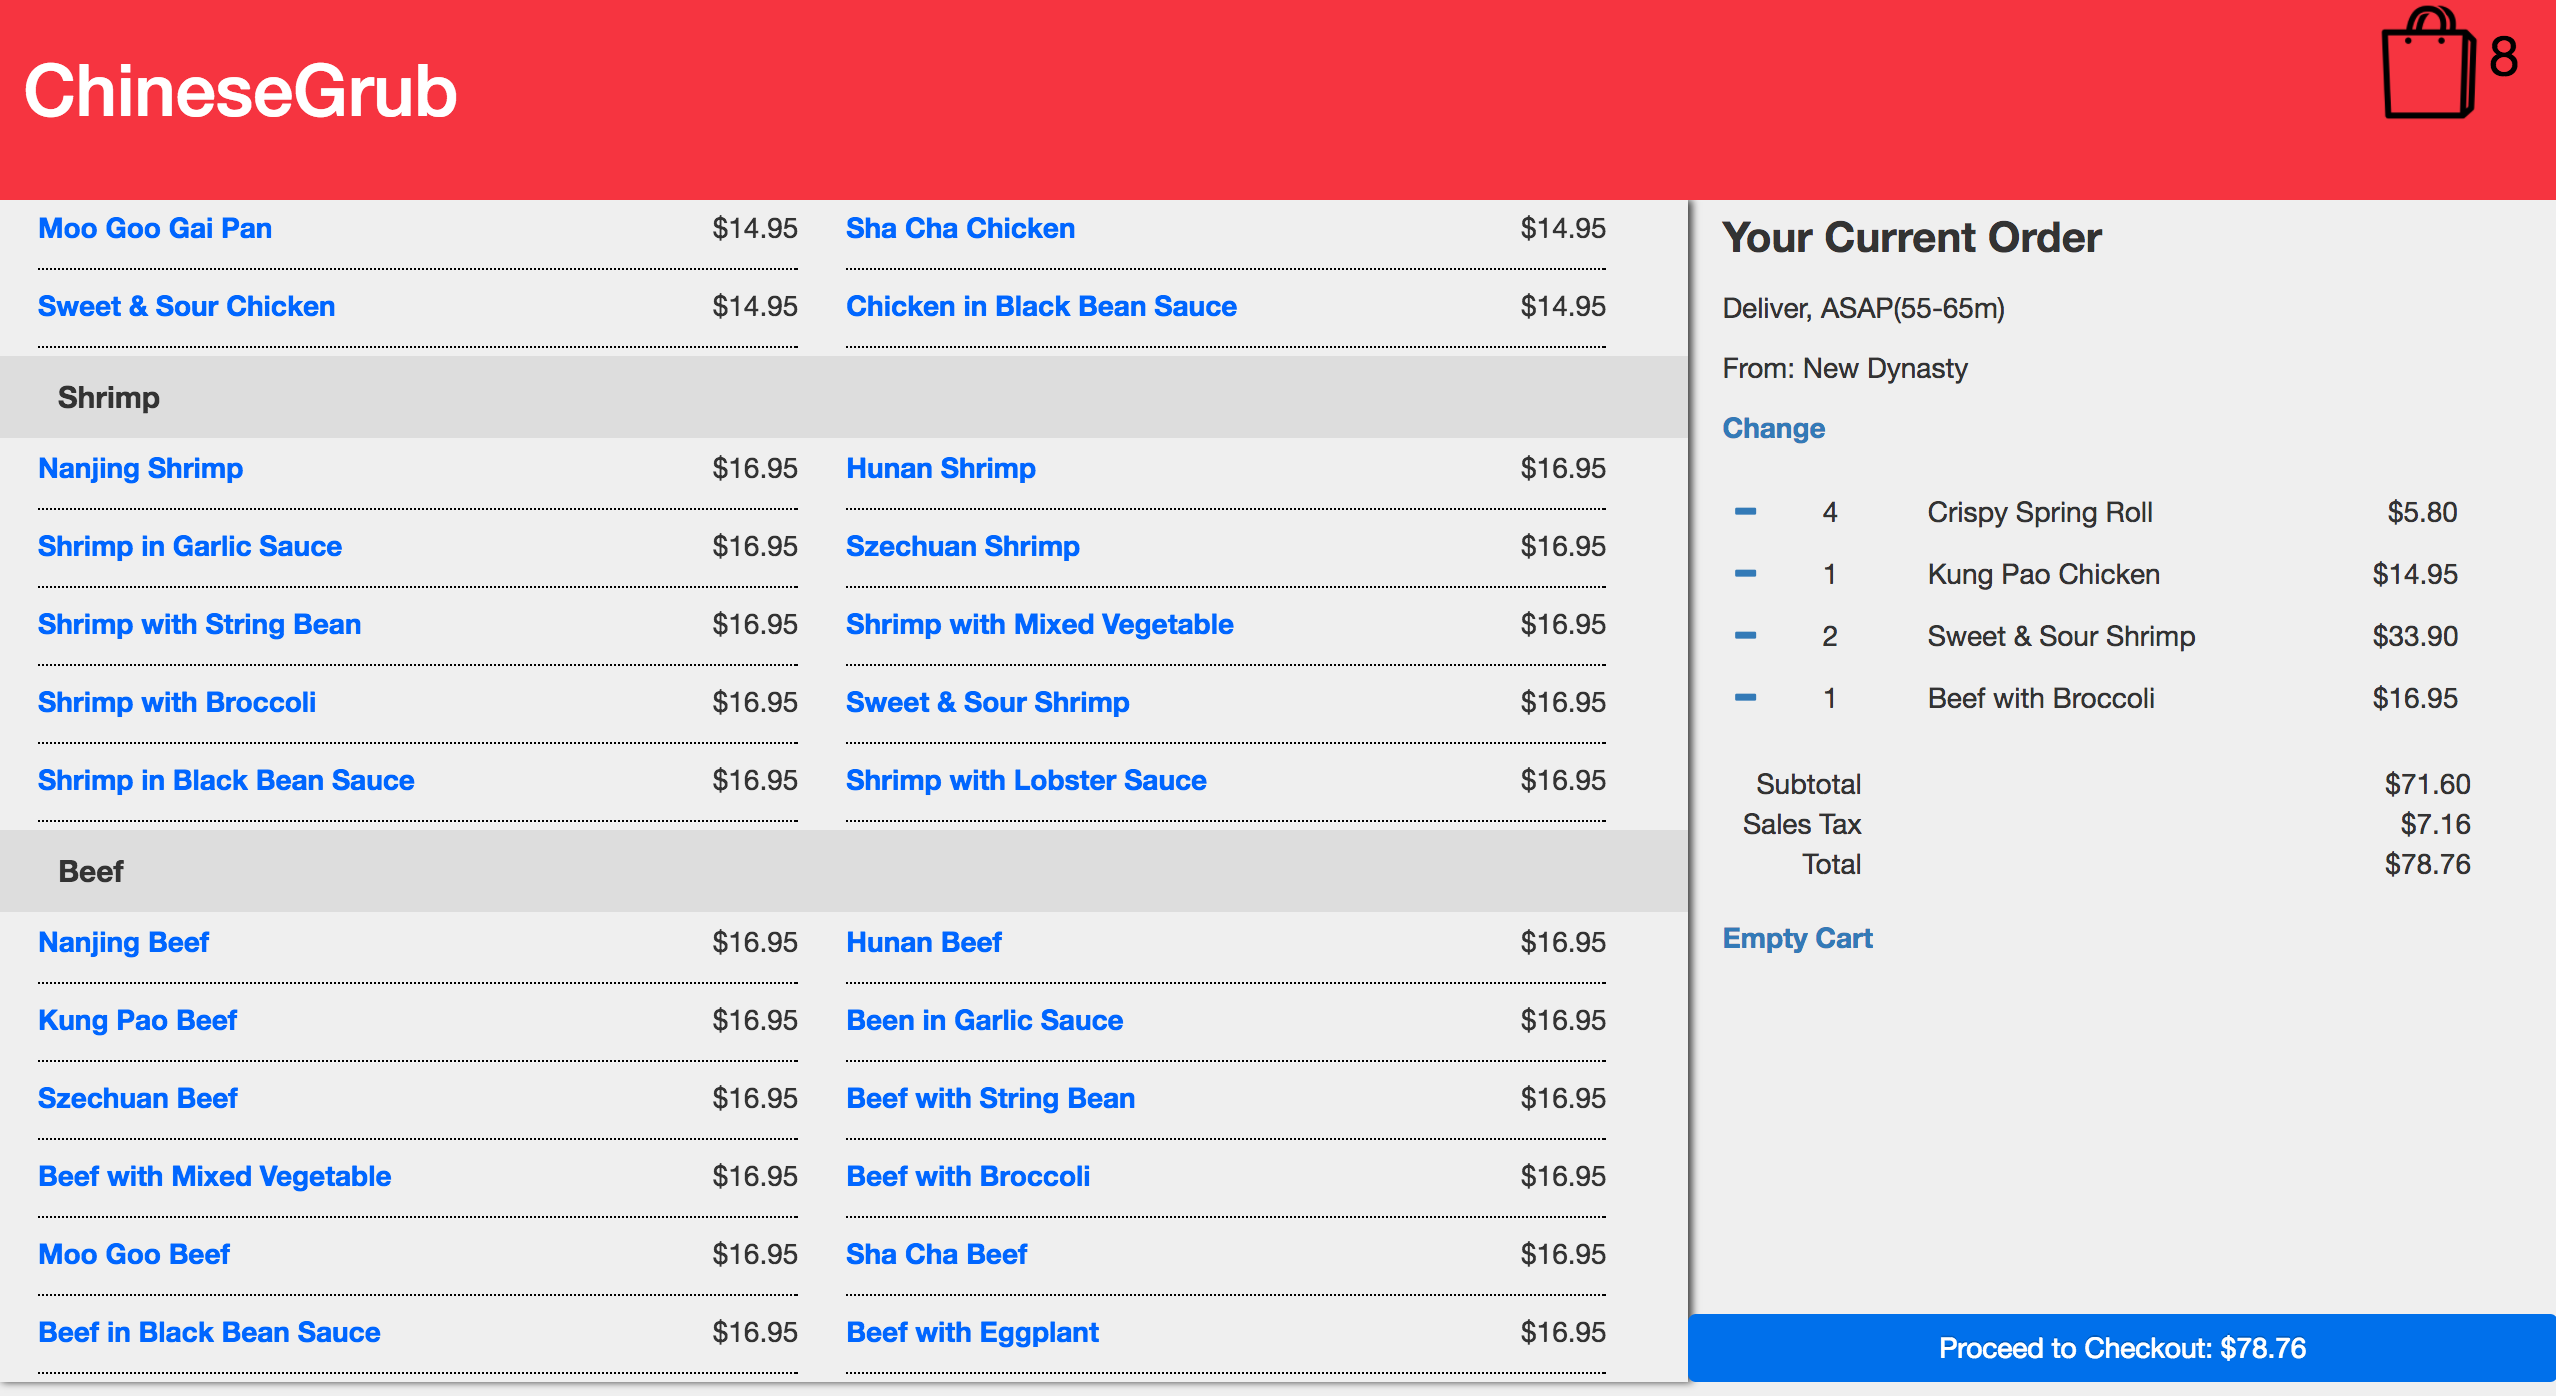 ChineseGrub
8
Moo Goo Gai Pan $14.95 Sha Cha Chicken $14.95
Sweet & Sour Chicken $14.95 Chicken in Black Bean Sauce $14.95
Shrimp
Nanjing Shrimp $16.95 Hunan Shrimp $16.95
Shrimp in Garlic Sauce $16.95 Szechuan Shrimp $16.95
Shrimp with String Bean $16.95 Shrimp with Mixed Vegetable $16.95
Shrimp with Broccoli $16.95 Sweet & Sour Shrimp $16.95
Shrimp in Black Bean Sauce $16.95 Shrimp with Lobster Sauce $16.95
Beef
Nanjing Beef $16.95 Hunan Beef $16.95
Kung Pao Beef $16.95 Been in Garlic Sauce $16.95
Szechuan Beef $16.95 Beef with String Bean $16.95
Beef with Mixed Vegetable $16.95 Beef with Broccoli $16.95
Moo Goo Beef $16.95 Sha Cha Beef $16.95
Beef in Black Bean Sauce $16.95 Beef with Eggplant $16.95
Your Current Order
Deliver, ASAP(55-65m)
From: New Dynasty
Change
4 Crispy Spring Roll $5.80
1 Kung Pao Chicken $14.95
2 Sweet & Sour Shrimp $33.90
1 Beef with Broccoli $16.95
Subtotal $71.60
Sales Tax $7.16
Total $78.76
Empty Cart
Proceed to Checkout: $78.76